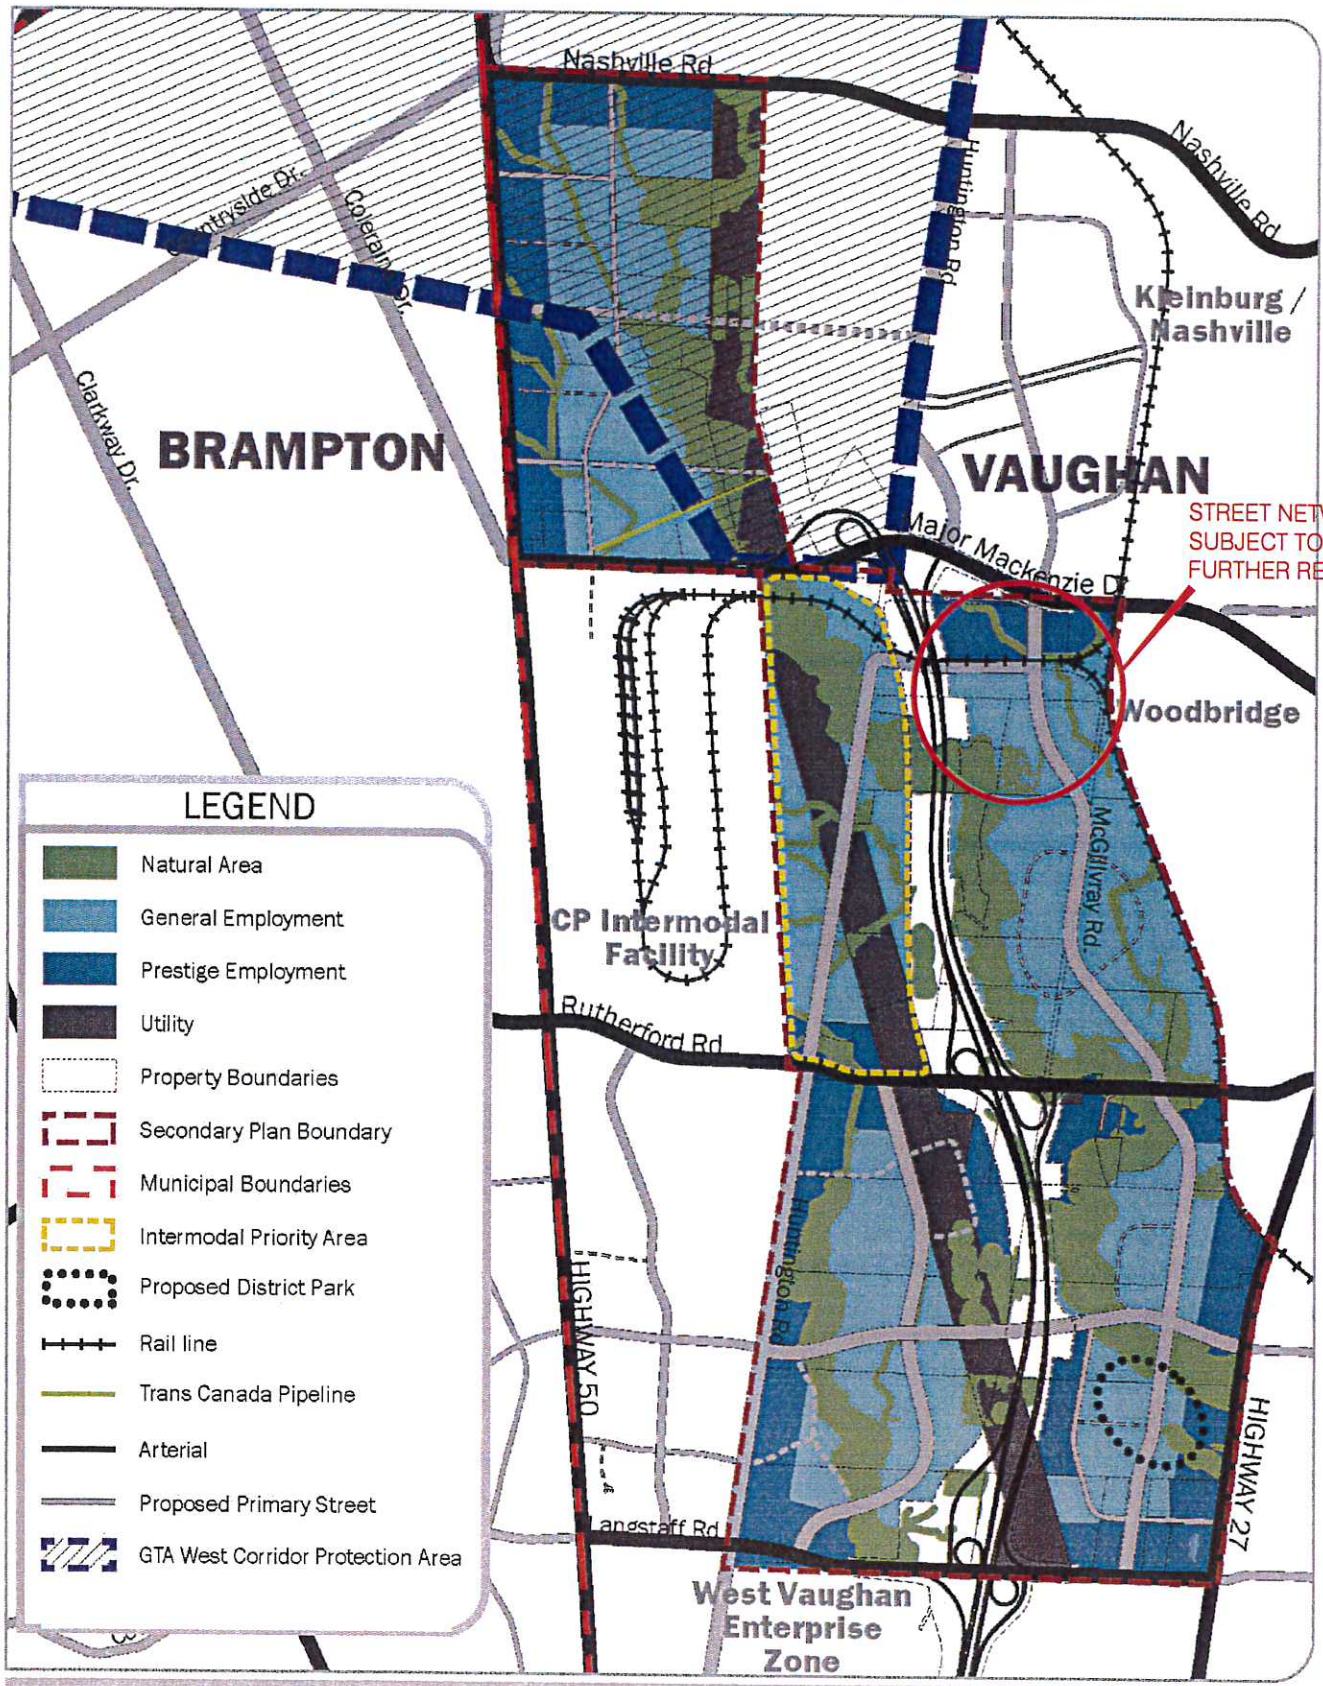 Nashville Rd
Nashville Rd
Huntington Rd
Countryside Dr.
Coleraine Dr.
Kleinburg /
Nashville
Clarkway Dr.
BRAMPTON
VAUGHAN
STREET NET
SUBJECT TO
FURTHER RE
Major Mackenzie D
Woodbridge
McGillvray Rd.
CP Intermodal
Facility
Rutherford Rd
Huntington Rd
HIGHWAY 50
HIGHWAY 27
Langstaff Rd
West Vaughan
Enterprise
Zone
LEGEND
Natural Area
General Employment
Prestige Employment
Utility
Property Boundaries
Secondary Plan Boundary
Municipal Boundaries
Intermodal Priority Area
Proposed District Park
Rail line
Trans Canada Pipeline
Arterial
Proposed Primary Street
GTA West Corridor Protection Area